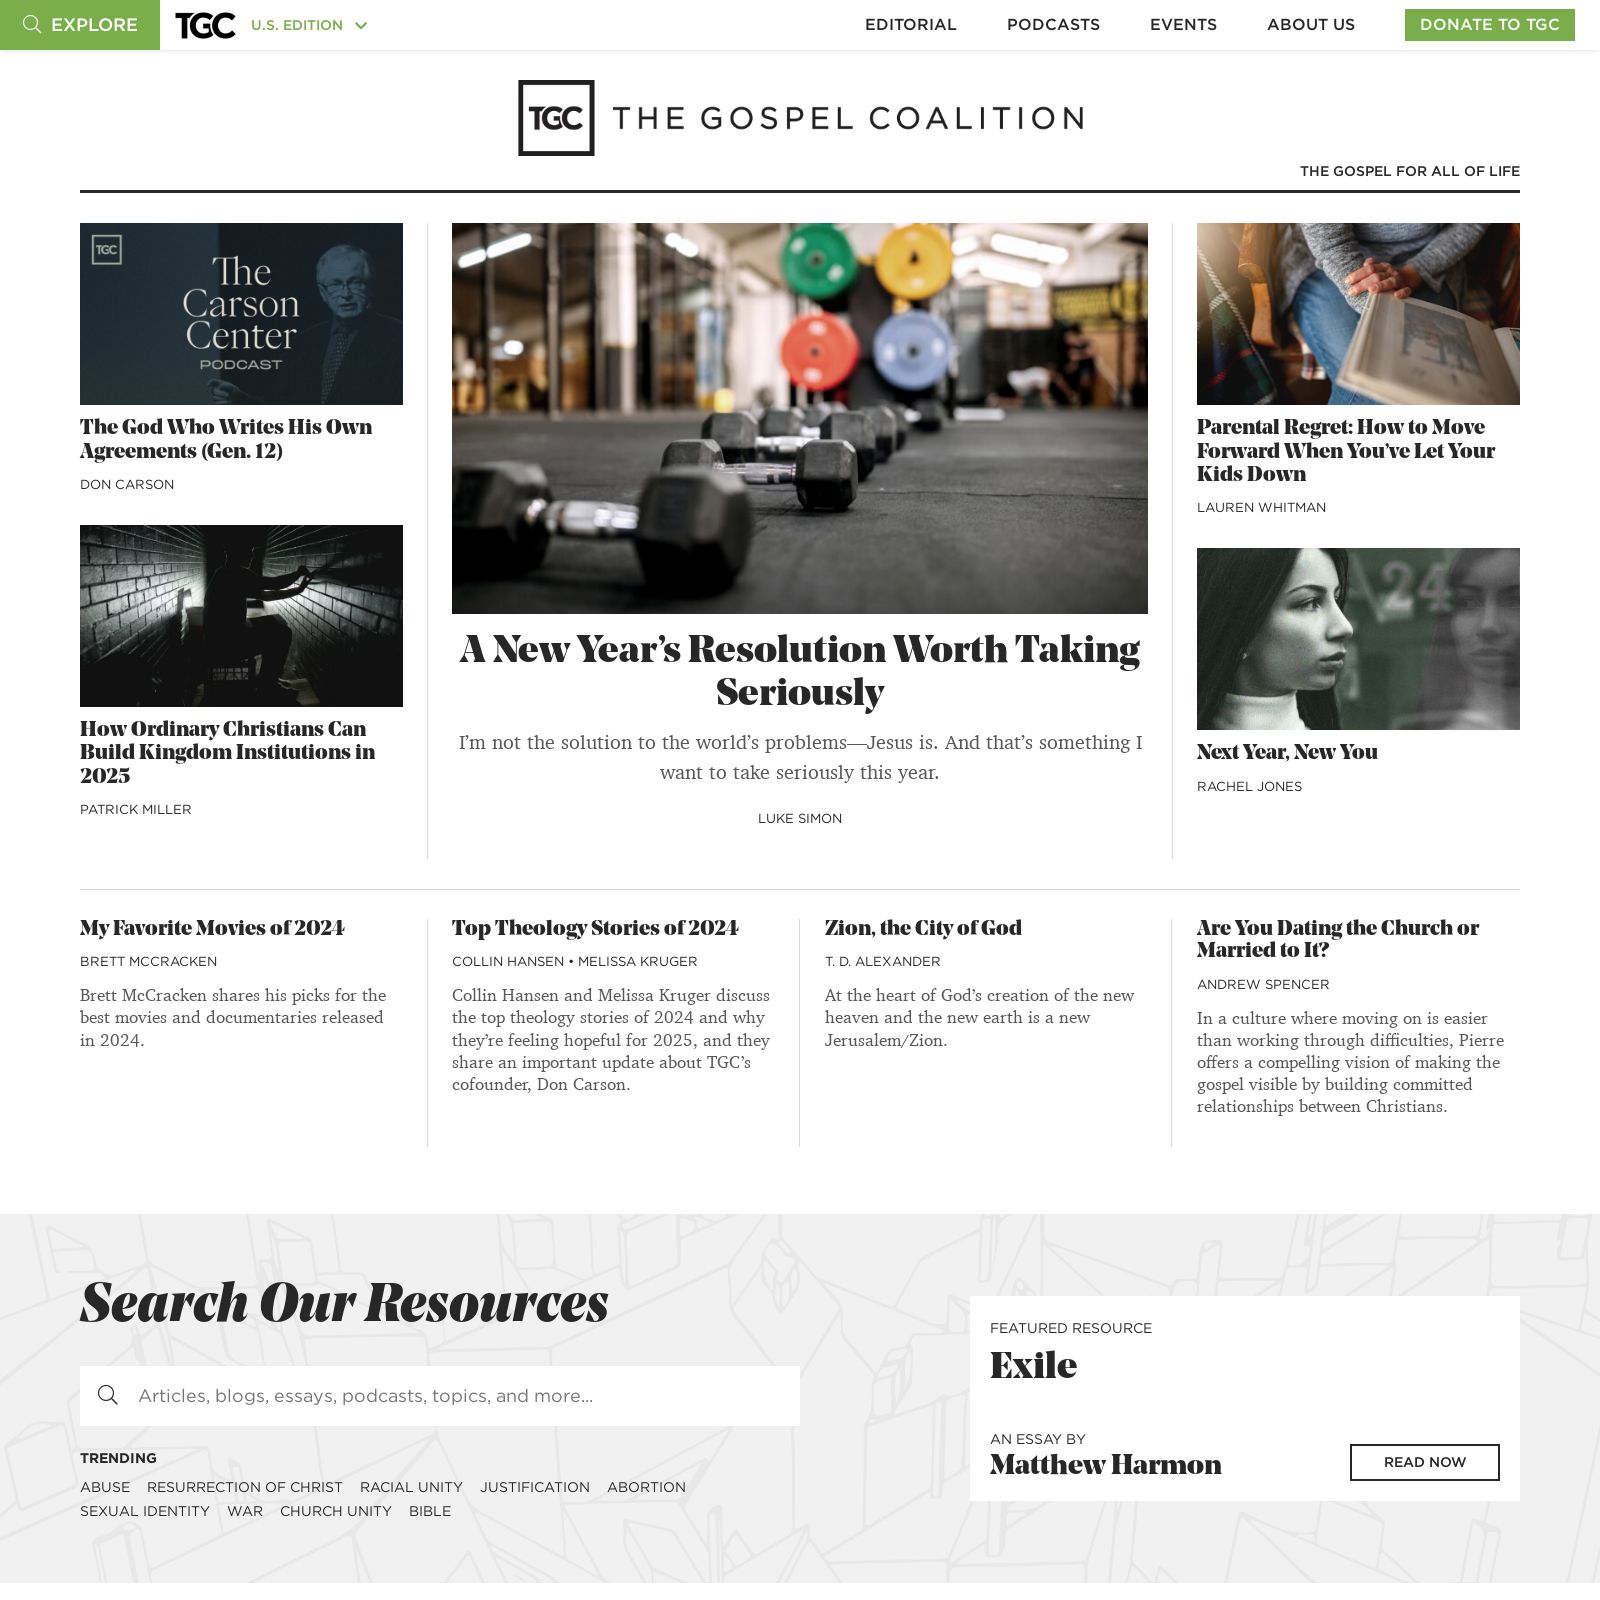 EXPLORE
TGC
U.S. EDITION
EDITORIAL
PODCASTS
EVENTS
ABOUT US
DONATE TO TGC
TGC
THE GOSPEL COALITION
THE GOSPEL FOR ALL OF LIFE
TGC
The
Carson
Center
PODCAST
The God Who Writes His Own
Agreements (Gen. 12)
DON CARSON
How Ordinary Christians Can
Build Kingdom Institutions in
2025
PATRICK MILLER
A New Year’s Resolution Worth Taking
Seriously
I’m not the solution to the world’s problems—Jesus is. And that’s something I
want to take seriously this year.
LUKE SIMON
Parental Regret: How to Move
Forward When You’ve Let Your
Kids Down
LAUREN WHITMAN
24
Next Year, New You
RACHEL JONES
My Favorite Movies of 2024
BRETT MCCRACKEN
Brett McCracken shares his picks for the
best movies and documentaries released
in 2024.
Top Theology Stories of 2024
COLLIN HANSEN • MELISSA KRUGER
Collin Hansen and Melissa Kruger discuss
the top theology stories of 2024 and why
they’re feeling hopeful for 2025, and they
share an important update about TGC’s
cofounder, Don Carson.
Zion, the City of God
T. D. ALEXANDER
At the heart of God’s creation of the new
heaven and the new earth is a new
Jerusalem/Zion.
Are You Dating the Church or
Married to It?
ANDREW SPENCER
In a culture where moving on is easier
than working through difficulties, Pierre
offers a compelling vision of making the
gospel visible by building committed
relationships between Christians.
Search Our Resources
Articles, blogs, essays, podcasts, topics, and more...
TRENDING
ABUSE RESURRECTION OF CHRIST RACIAL UNITY JUSTIFICATION ABORTION
SEXUAL IDENTITY WAR CHURCH UNITY BIBLE
FEATURED RESOURCE
Exile
AN ESSAY BY
Matthew Harmon
READ NOW